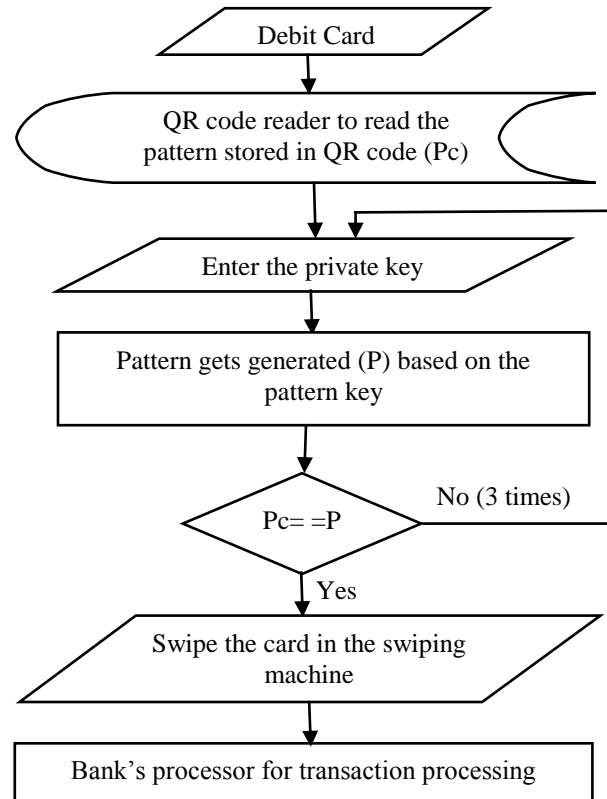 Debit Card
QR code reader to read the
pattern stored in QR code (Pc)
Enter the private key
Pattern gets generated (P) based on the
pattern key
Pc= =P
No (3 times)
Yes
Swipe the card in the swiping
machine
Bank's processor for transaction processing